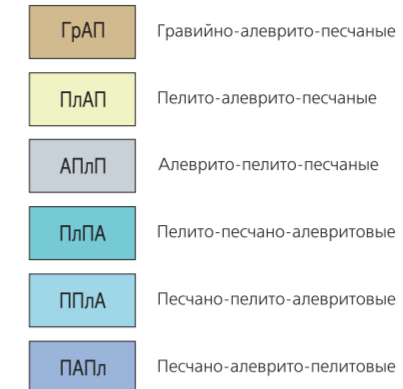 ГрАП Гравийно-алеврито-песчаные
ПлАП Пелито-алеврито-песчаные
АПлП Алеврито-пелито-песчаные
ПлПА Пелито-песчано-алевритовые
ППлА Песчано-пелито-алевритовые
ПАПл Песчано-алеврито-пелитовые